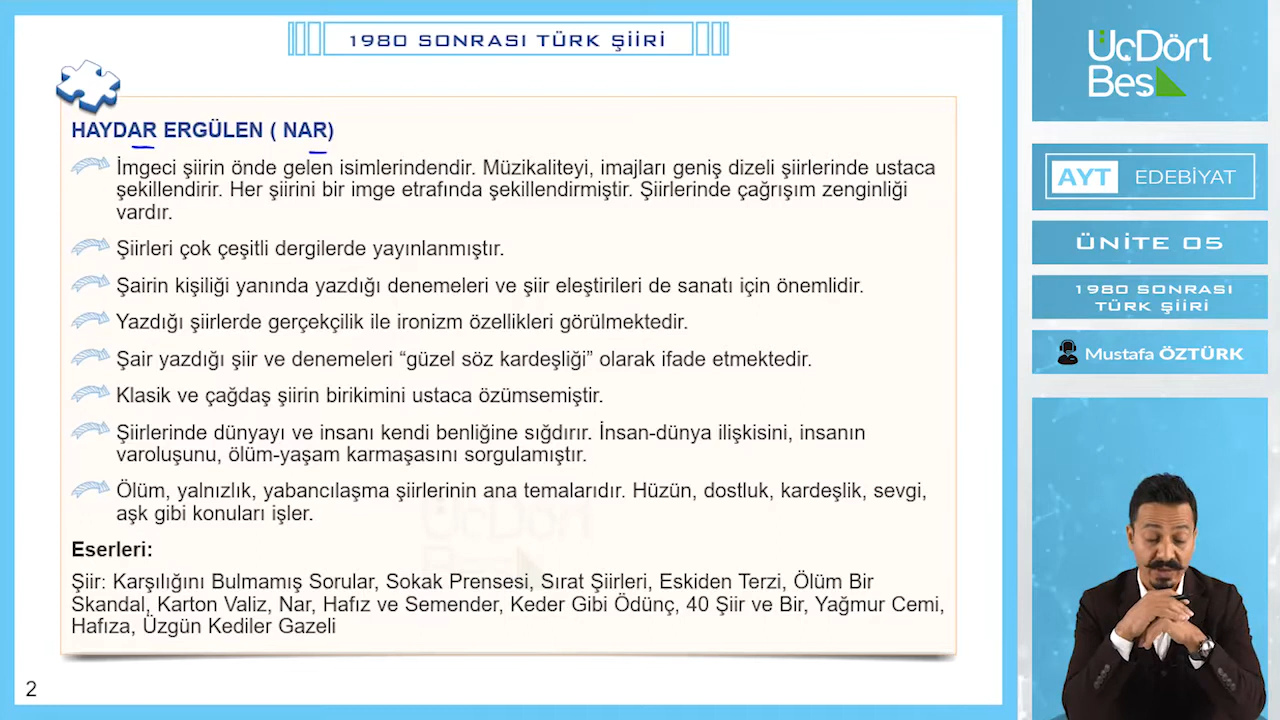 1980 SONRASI TÜRK ŞİİRİ
HAYDAR ERGÜLEN ( NAR)
İmgeci şiirin önde gelen isimlerindendir. Müzikaliteyi, imajları geniş dizeli şiirlerinde ustaca
şekillendirir. Her şiirini bir imge etrafında şekillendirmiştir. Şiirlerinde çağrışım zenginliği
vardır.
Şiirleri çok çeşitli dergilerde yayınlanmıştır.
Şairin kişiliği yanında yazdığı denemeleri ve şiir eleştirileri de sanatı için önemlidir.
Yazdığı şiirlerde gerçekçilik ile ironizm özellikleri görülmektedir.
Şair yazdığı şiir ve denemeleri “güzel söz kardeşliği” olarak ifade etmektedir.
Klasik ve çağdaş şiirin birikimini ustaca özümsemiştir.
Şiirlerinde dünyayı ve insanı kendi benliğine sığdırır. İnsan-dünya ilişkisini, insanın
varoluşunu, ölüm-yaşam karmaşasını sorgulamıştır.
Ölüm, yalnızlık, yabancılaşma şiirlerinin ana temalarıdır. Hüzün, dostluk, kardeşlik, sevgi,
aşk gibi konuları işler.
Eserleri:
Şiir: Karşılığını Bulmamış Sorular, Sokak Prensesi, Sırat Şiirleri, Eskiden Terzi, Ölüm Bir
Skandal, Karton Valiz, Nar, Hafız ve Semender, Keder Gibi Ödünç, 40 Şiir ve Bir, Yağmur Cemi,
Hafıza, Üzgün Kediler Gazeli
2
ÜçDört
Beş
AYT EDEBİYAT
ÜNİTE 05
1980 SONRASI
TÜRK ŞİİRİ
Mustafa ÖZTÜRK
ÜçDört
Beş